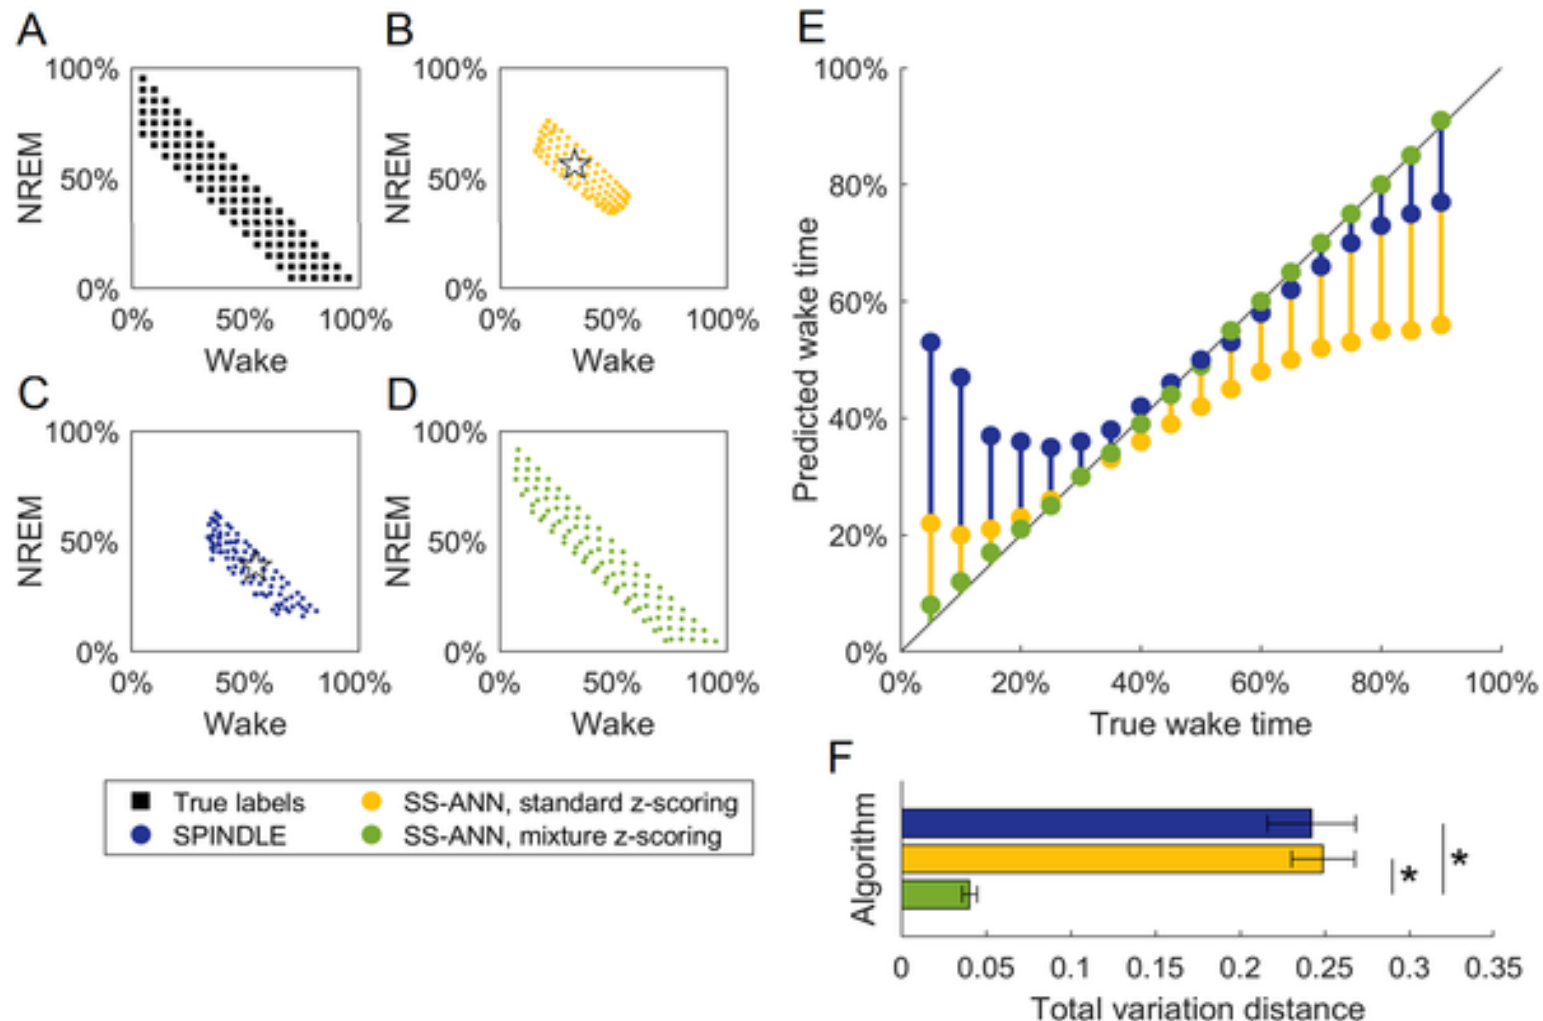 A
100%
50%
0%
NREM
0% 50% 100%
Wake
B
100%
50%
0%
NREM
0% 50% 100%
Wake
C
100%
50%
0%
NREM
0% 50% 100%
Wake
D
100%
50%
0%
NREM
0% 50% 100%
Wake
True labels
SS-ANN, standard z-scoring
SPINDLE
SS-ANN, mixture z-scoring
E
100%
80%
60%
40%
20%
0%
Predicted wake time
0% 20% 40% 60% 80% 100%
True wake time
F
Algorithm
*
*
0 0.05 0.1 0.15 0.2 0.25 0.3 0.35
Total variation distance